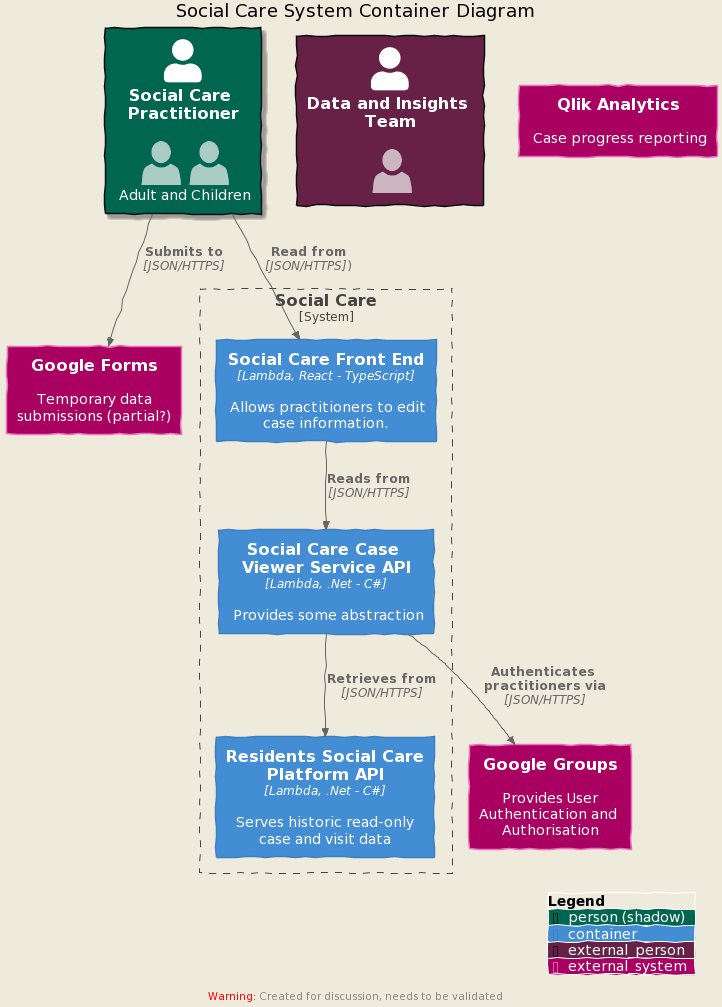 Social Care System Container Diagram
Social Care
Practitioner
Adult and Children
Data and Insights
Team
Qlik Analytics
Case progress reporting
Submits to
[JSON/HTTPS]
Read from
[JSON/HTTPS])
Social Care
[System]
Google Forms
Temporary data
submissions (partial?)
Social Care Front End
[Lambda, React - TypeScript]
Allows practitioners to edit
case information.
Reads from
[JSON/HTTPS]
Social Care Case
Viewer Service API
[Lambda, .Net - C#]
Provides some abstraction
Retrieves from
[JSON/HTTPS]
Authenticates
practitioners via
[JSON/HTTPS]
Residents Social Care
Platform API
[Lambda, .Net - C#]
Serves historic read-only
case and visit data
Google Groups
Provides User
Authentication and
Authorisation
Legend
person (shadow)
container
external_person
external_system
Warning: Created for discussion, needs to be validated